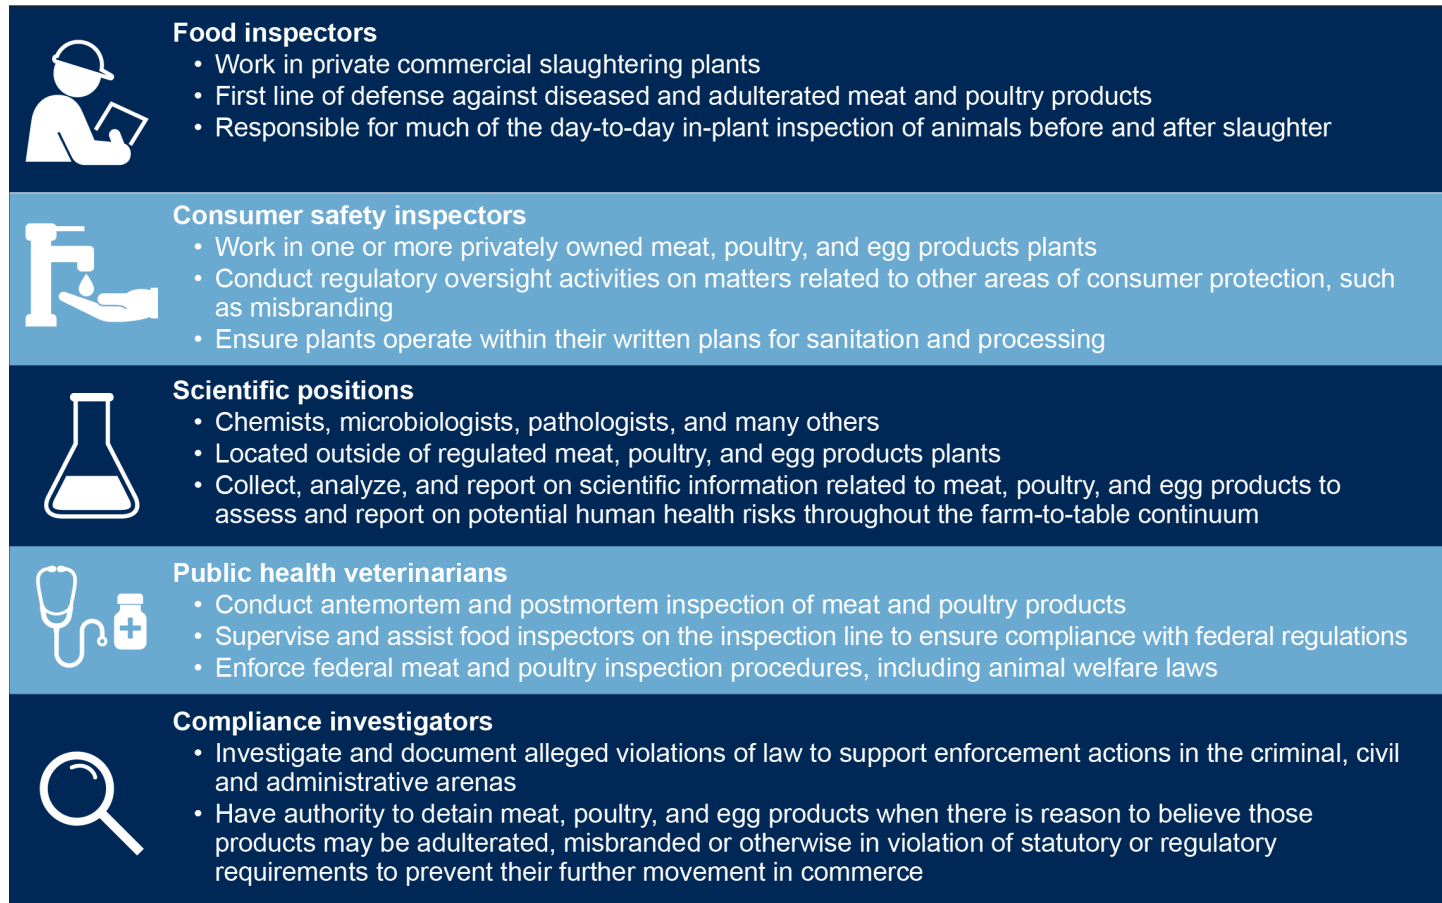 Food inspectors
• Work in private commercial slaughtering plants
• First line of defense against diseased and adulterated meat and poultry products
• Responsible for much of the day-to-day in-plant inspection of animals before and after slaughter
Consumer safety inspectors
• Work in one or more privately owned meat, poultry, and egg products plants
• Conduct regulatory oversight activities on matters related to other areas of consumer protection, such
as misbranding
• Ensure plants operate within their written plans for sanitation and processing
Scientific positions
• Chemists, microbiologists, pathologists, and many others
• Located outside of regulated meat, poultry, and egg products plants
• Collect, analyze, and report on scientific information related to meat, poultry, and egg products to
assess and report on potential human health risks throughout the farm-to-table continuum
Public health veterinarians
• Conduct antemortem and postmortem inspection of meat and poultry products
• Supervise and assist food inspectors on the inspection line to ensure compliance with federal regulations
• Enforce federal meat and poultry inspection procedures, including animal welfare laws
Compliance investigators
• Investigate and document alleged violations of law to support enforcement actions in the criminal, civil
and administrative arenas
• Have authority to detain meat, poultry, and egg products when there is reason to believe those
products may be adulterated, misbranded or otherwise in violation of statutory or regulatory
requirements to prevent their further movement in commerce